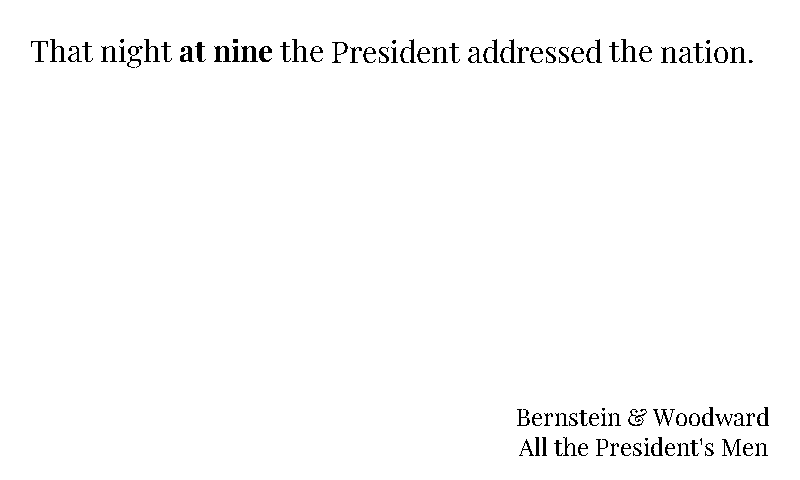 That night at nine the President addressed the nation.
Bernstein & Woodward
All the President's Men